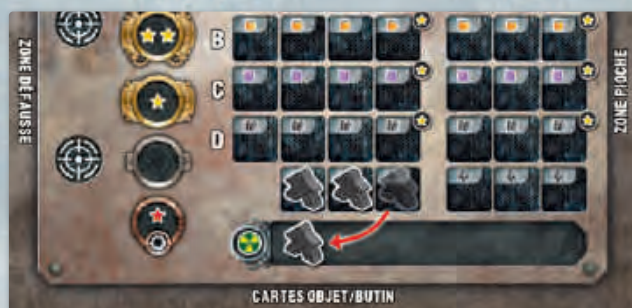 ZONE DÉFAUSSE
B
C
D
ZONE PIOCHE
CARTES OBJET/BUTIN